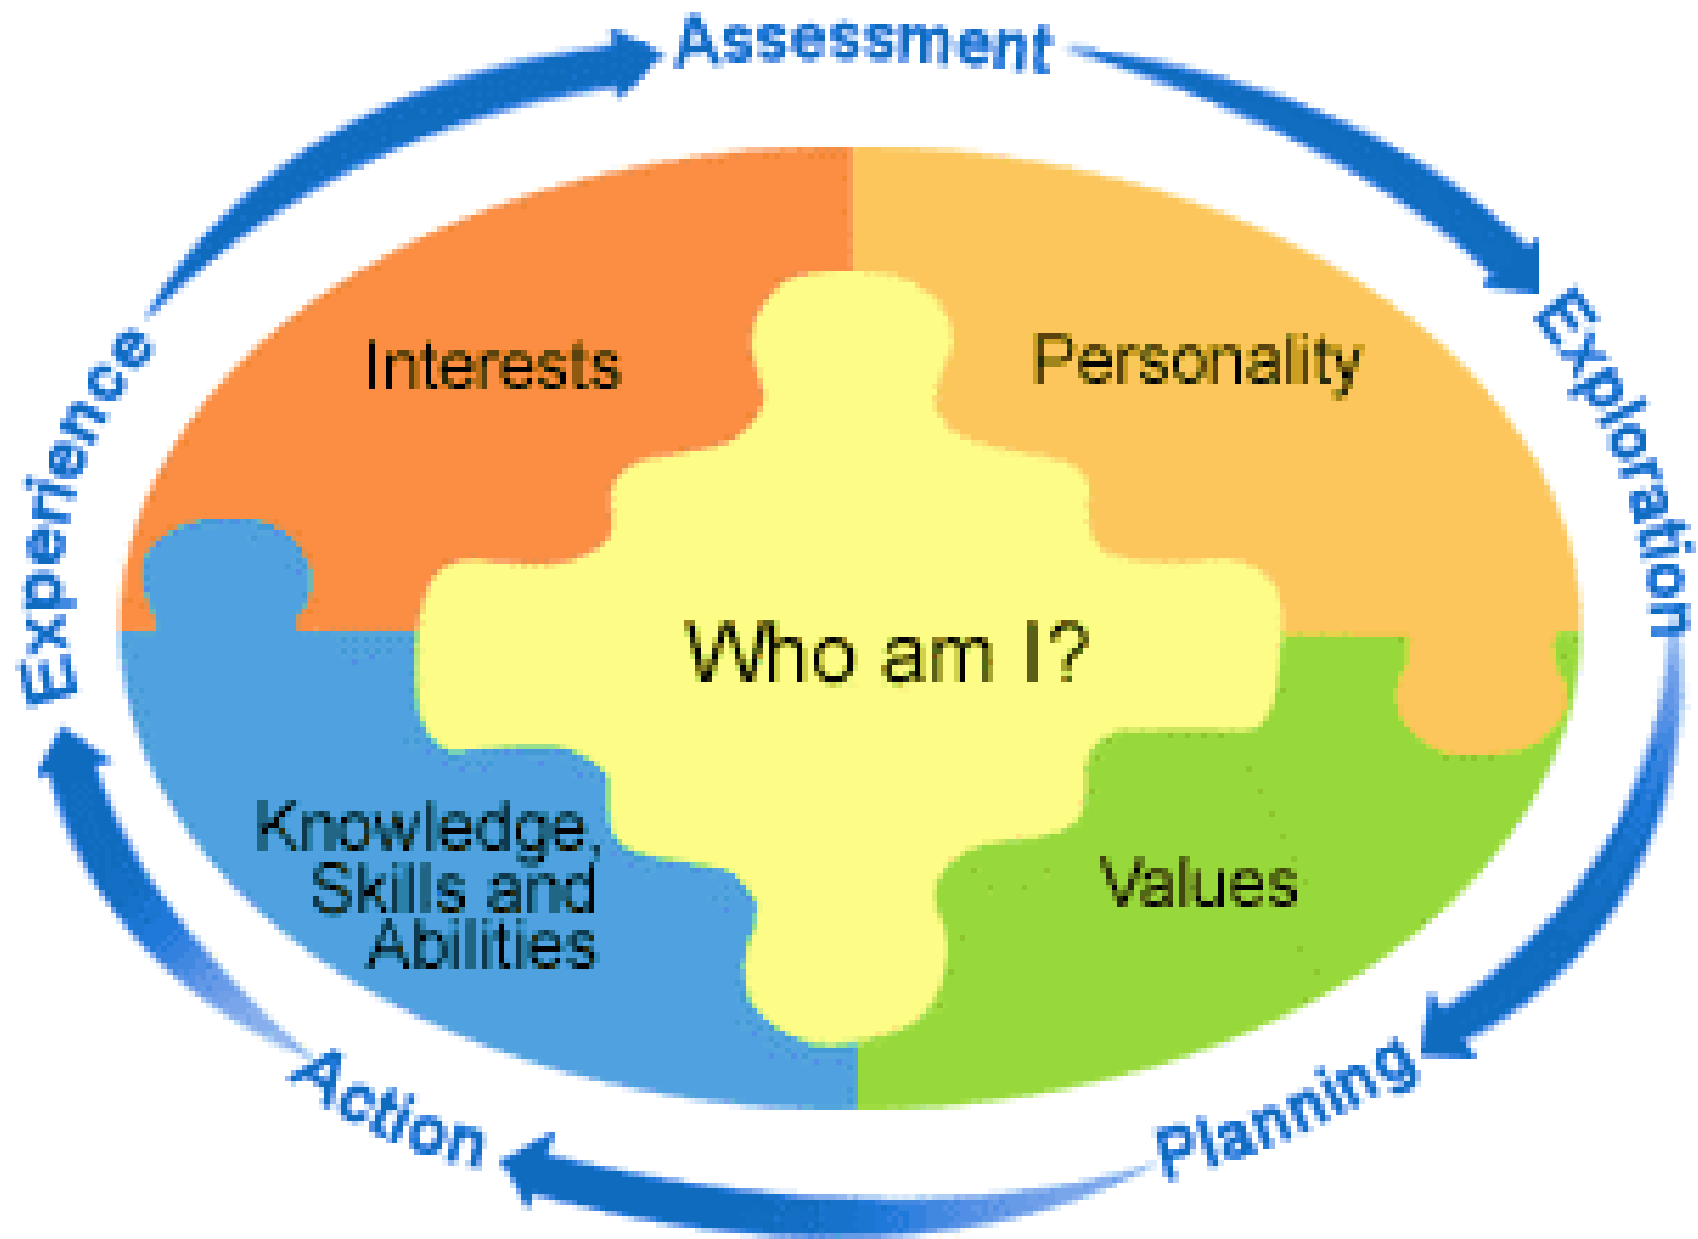 Assessment
Exploration
Planning
Action
Experience
Interests
Personality
Who am I?
Knowledge,
Skills and
Abilities
Values